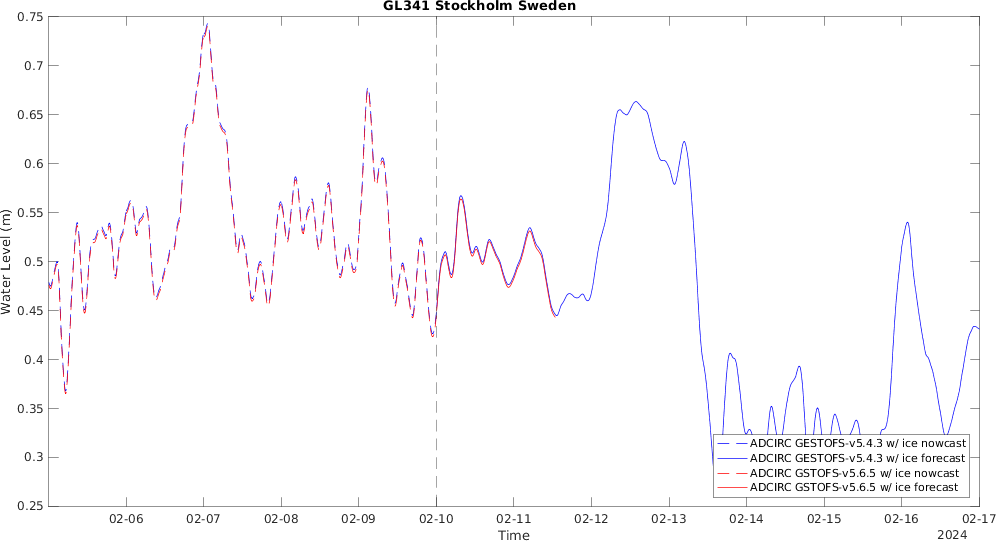 GL341 Stockholm Sweden
Water Level (m)
0.75
0.7
0.65
0.6
0.55
0.5
0.45
0.4
0.35
0.3
0.25
ADCIRC GESTOFS-v5.4.3 w/ ice nowcast
ADCIRC GESTOFS-v5.4.3 w/ ice forecast
ADCIRC GSTOFS-v5.6.5 w/ ice nowcast
ADCIRC GSTOFS-v5.6.5 w/ ice forecast
02-06 02-07 02-08 02-09 02-10 02-11 02-12 02-13 02-14 02-15 02-16 02-17
Time
2024